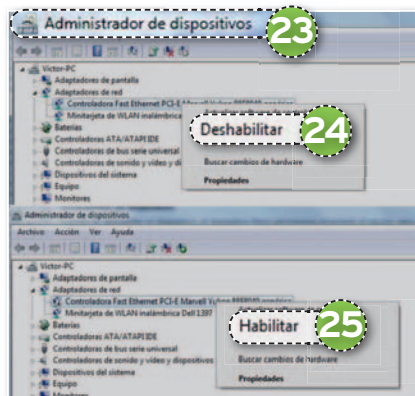 Administrador de dispositivos
23
Victor-PC
Adaptadores de pantalla
Adaptadores de red
Controladora Fast Ethernet PCI-E Marvell Yukon
Minitarjeta de WLAN inalámbrica
Deshabilitar
24
Baterías
Controladoras ATA/ATAPI IDE
Controladoras de bus serie universal
Controladoras de sonido y vídeo y di
Buscar cambios de hardware
Dispositivos del sistema
Propiedades
Equipo
Monitores
Administrador de dispositivos
Archivo Acción Ver Ayuda
Victor-PC
Adaptadores de pantalla
Adaptadores de red
Controladora Fast Ethernet PCI-E Marvell Yukon
Minitarjeta de WLAN inalámbrica Dell 1397
Habilitar
25
Baterías
Controladoras ATA/ATAPI IDE
Controladoras de bus serie universal
Controladoras de sonido y vídeo y dispositivos
Buscar cambios de hardware
Dispositivos del sistema
Propiedades
Equipo
Monitores